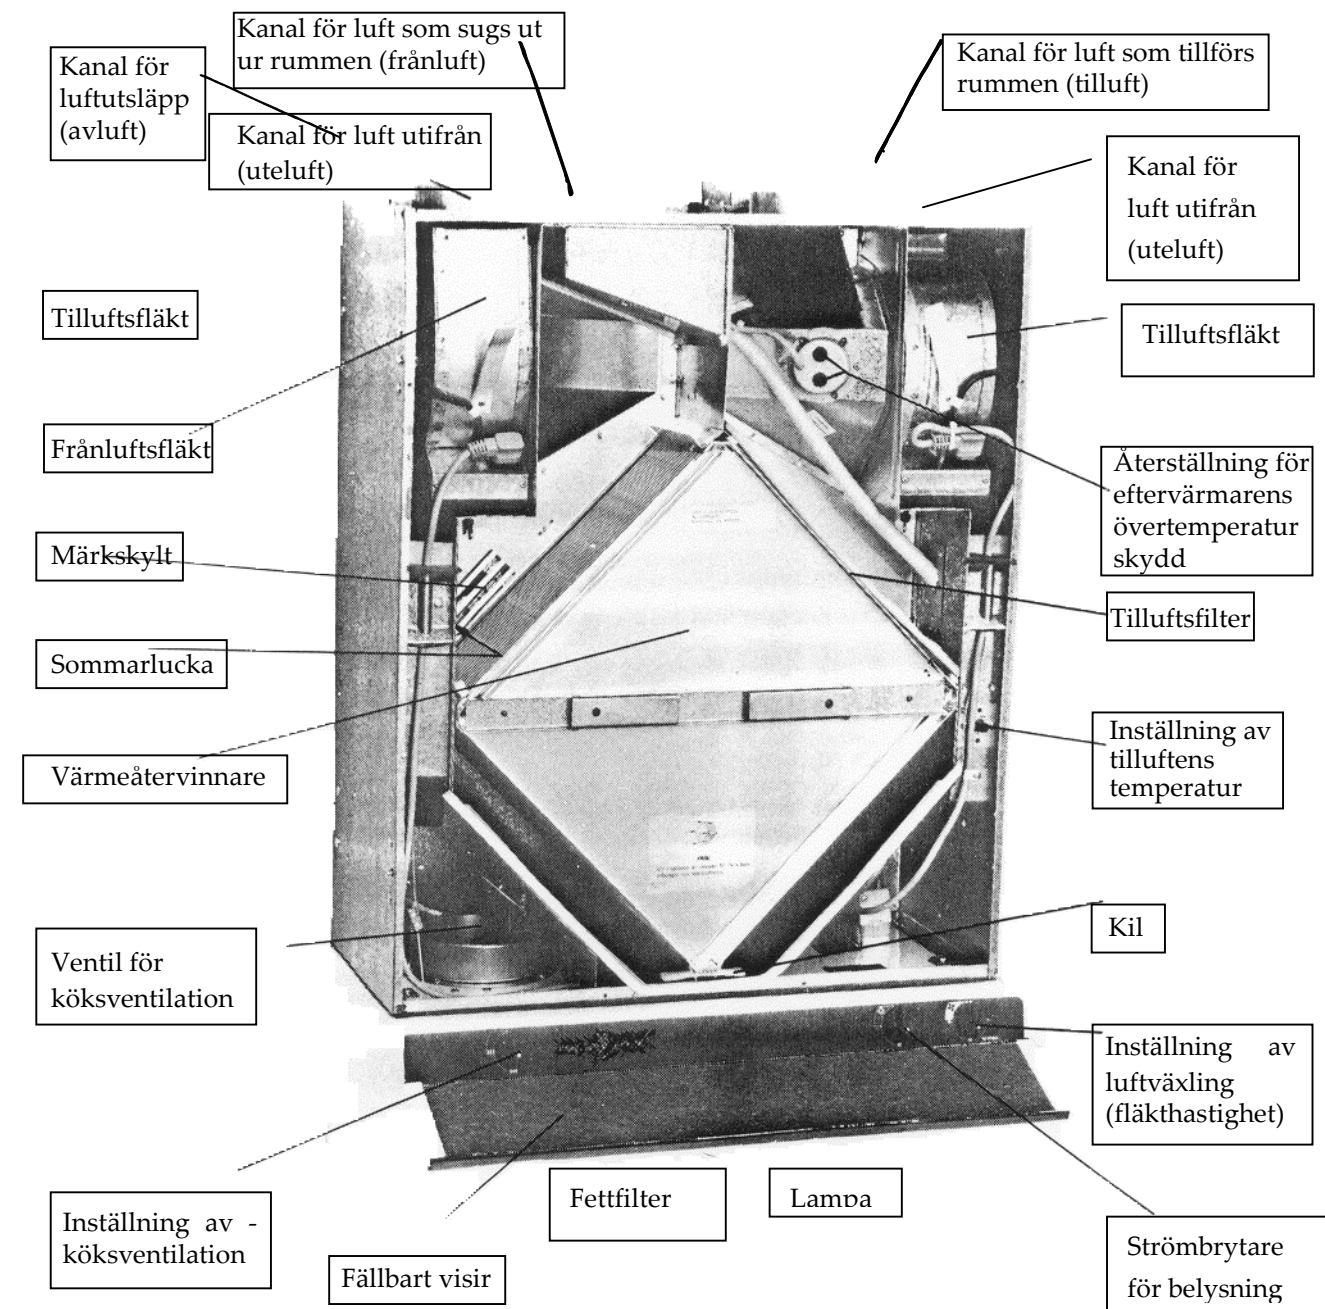 Kanal för luft som sugs ut
ur rummen (frånluft)
Kanal för
luftutsläpp
(avluft)
Kanal för luft som tillförs
rummen (tilluft)
Kanal för luft utifrån
(uteluft)
Kanal för
luft utifrån
(uteluft)
Tilluftsfläkt
Tilluftsfläkt
Frånluftsfläkt
Återställning för
eftervärmarens
övertemperatur
skydd
Märkskylt
Tilluftsfilter
Sommarlucka
Inställning av
tilluftens
temperatur
Värmeåtervinnare
Kil
Ventil för
köksventilation
Inställning av
luftväxling
(fläkthastighet)
Fettfilter
Lampa
Inställning av -
köksventilation
Strömbrytare
för belysning
Fällbart visir